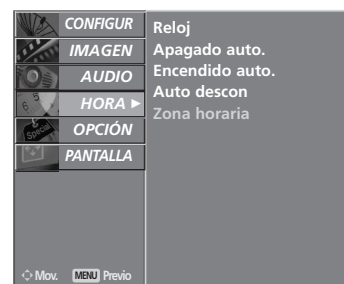 CONFIGUR
IMAGEN
AUDIO
HORA
OPCIÓN
PANTALLA
Mov. MENU Previo
Reloj
Apagado auto.
Encendido auto.
Auto descon
Zona horaria